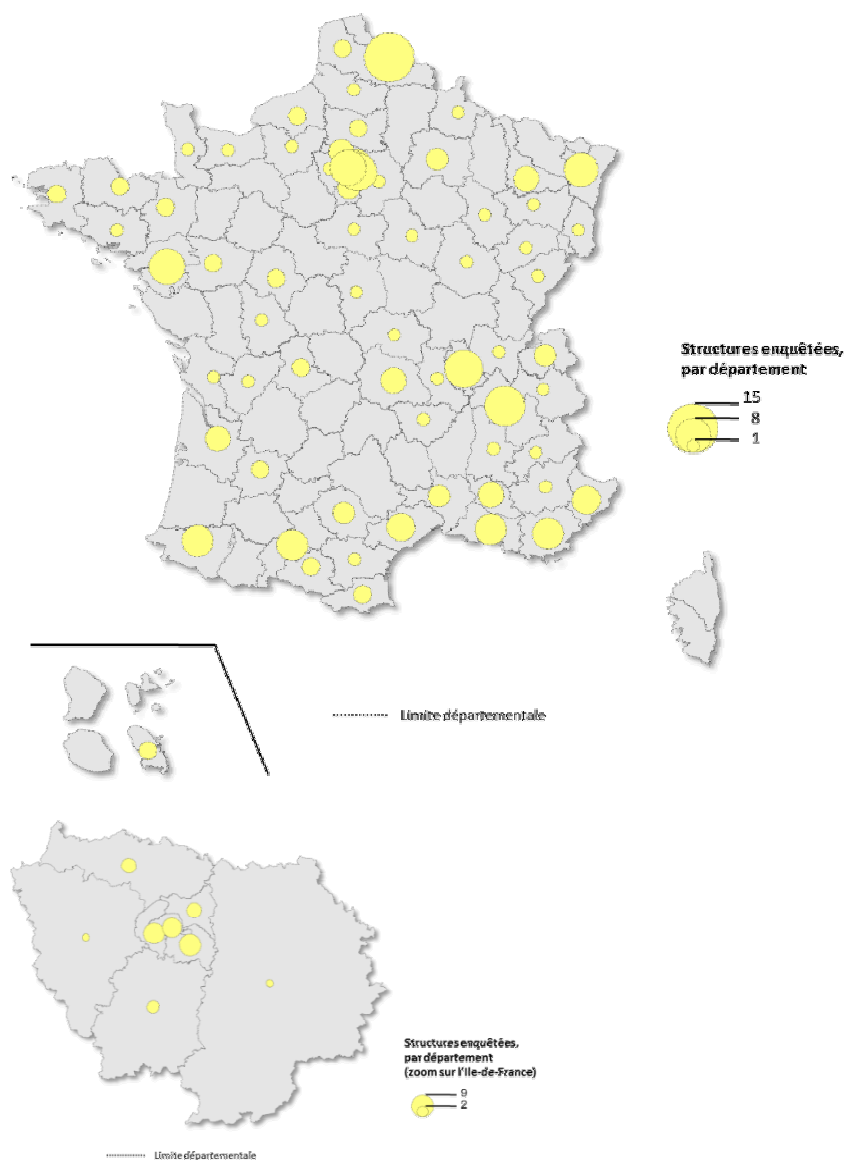 Structures enquêtées,
par département
15
8
1
Limite départementale
Structures enquêtées,
par département
(zoom sur l'Ile-de-France)
9
2
Limite départementale